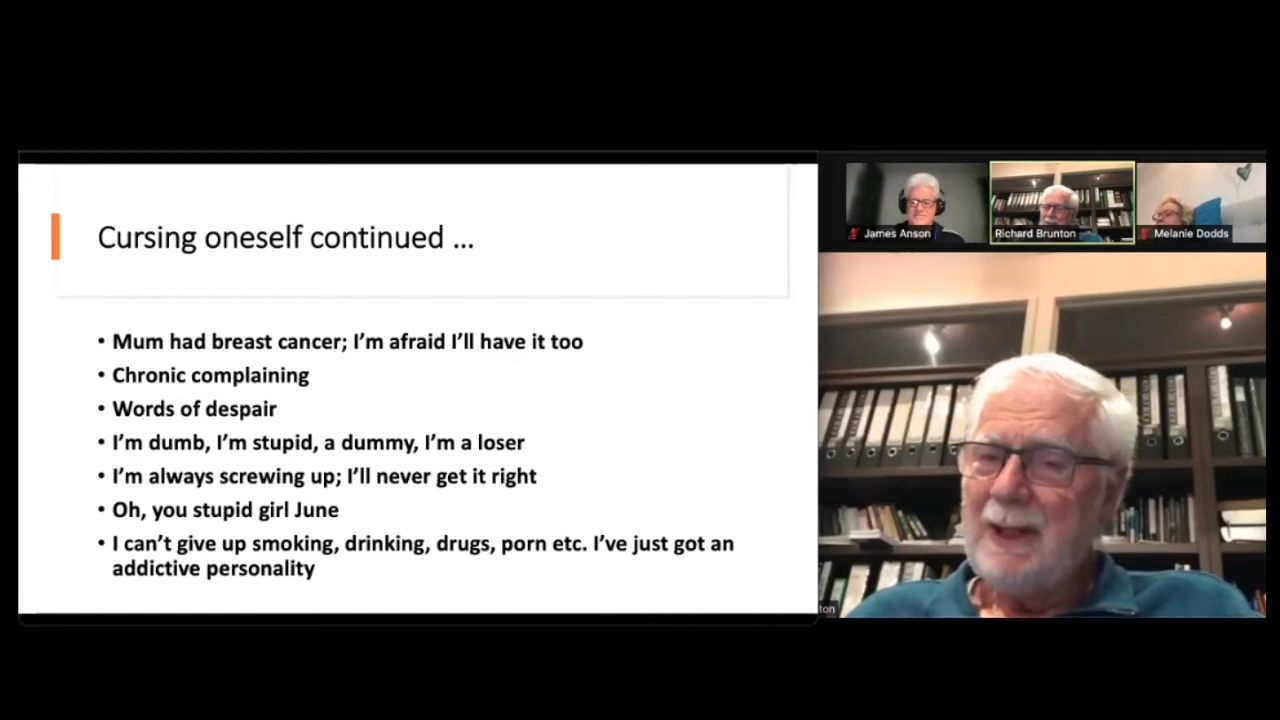 Cursing oneself continued ...
• Mum had breast cancer; I’m afraid I’ll have it too
• Chronic complaining
• Words of despair
• I’m dumb, I’m stupid, a dummy, I’m a loser
• I’m always screwing up; I’ll never get it right
• Oh, you stupid girl June
• I can’t give up smoking, drinking, drugs, porn etc. I’ve just got an
addictive personality
James Anson
Richard Brunton
Melanie Dodds
ton